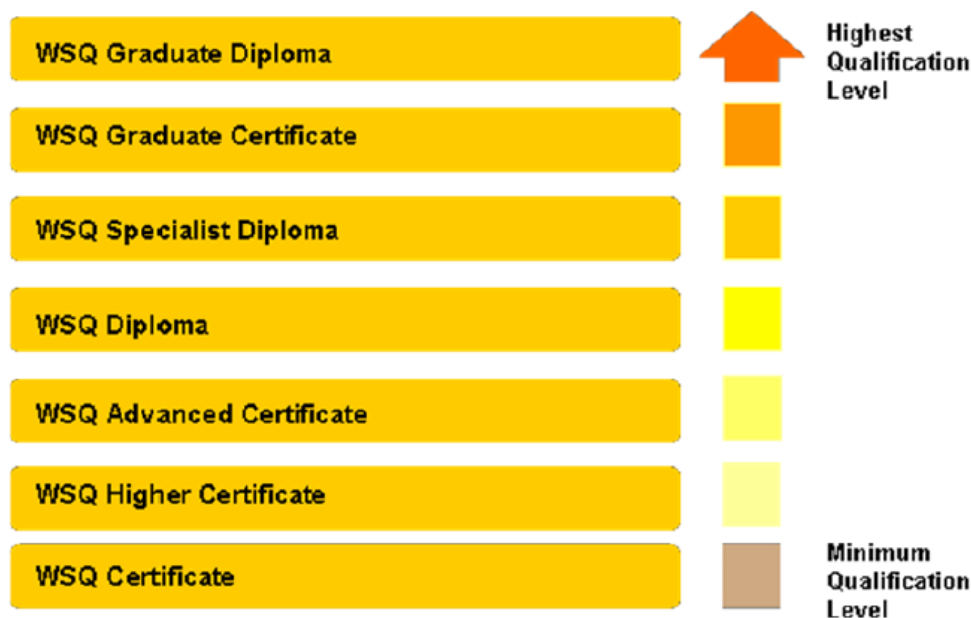 WSQ Graduate Diploma
Highest
Qualification
Level
WSQ Graduate Certificate
WSQ Specialist Diploma
WSQ Diploma
WSQ Advanced Certificate
WSQ Higher Certificate
WSQ Certificate
Minimum
Qualification
Level